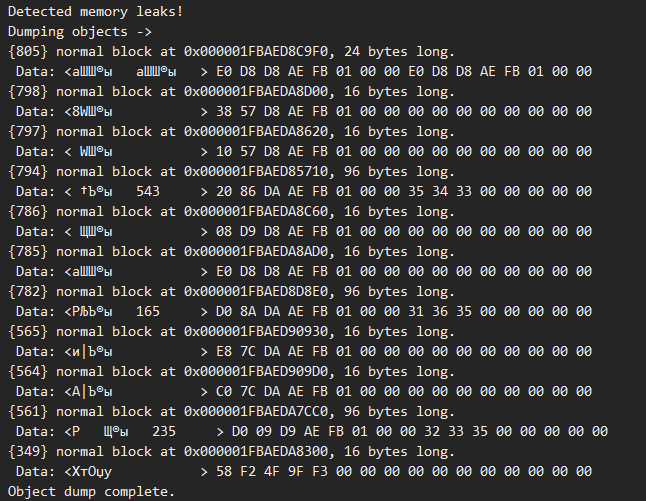 Detected memory leaks!
Dumping objects ->
{805} normal block at 0x000001FBAED8C9F0, 24 bytes long.
Data: <аШШ®ы   аШШ®ы   > E0 D8 D8 AE FB 01 00 00 E0 D8 D8 AE FB 01 00 00
{798} normal block at 0x000001FBAEDA8D00, 16 bytes long.
Data: <8WШ®ы           > 38 57 D8 AE FB 01 00 00 00 00 00 00 00 00 00 00
{797} normal block at 0x000001FBAEDA8620, 16 bytes long.
Data: < WШ®ы           > 10 57 D8 AE FB 01 00 00 00 00 00 00 00 00 00 00
{794} normal block at 0x000001FBAED85710, 96 bytes long.
Data: < †Ъ®ы   543     > 20 86 DA AE FB 01 00 00 35 34 33 00 00 00 00 00
{786} normal block at 0x000001FBAEDA8C60, 16 bytes long.
Data: < ЩШ®ы           > 08 D9 D8 AE FB 01 00 00 00 00 00 00 00 00 00 00
{785} normal block at 0x000001FBAEDA8AD0, 16 bytes long.
Data: <аШШ®ы           > E0 D8 D8 AE FB 01 00 00 00 00 00 00 00 00 00 00
{782} normal block at 0x000001FBAED8D8E0, 96 bytes long.
Data: <РЉЪ®ы   165     > D0 8A DA AE FB 01 00 00 31 36 35 00 00 00 00 00
{565} normal block at 0x000001FBAED90930, 16 bytes long.
Data: <и|Ъ®ы           > E8 7C DA AE FB 01 00 00 00 00 00 00 00 00 00 00
{564} normal block at 0x000001FBAED909D0, 16 bytes long.
Data: <А|Ъ®ы           > C0 7C DA AE FB 01 00 00 00 00 00 00 00 00 00 00
{561} normal block at 0x000001FBAEDA7CC0, 96 bytes long.
Data: <Р   Щ®ы   235     > D0 09 D9 AE FB 01 00 00 32 33 35 00 00 00 00 00
{349} normal block at 0x000001FBAEDA8300, 16 bytes long.
Data: <XтOџу           > 58 F2 4F 9F F3 00 00 00 00 00 00 00 00 00 00 00
Object dump complete.